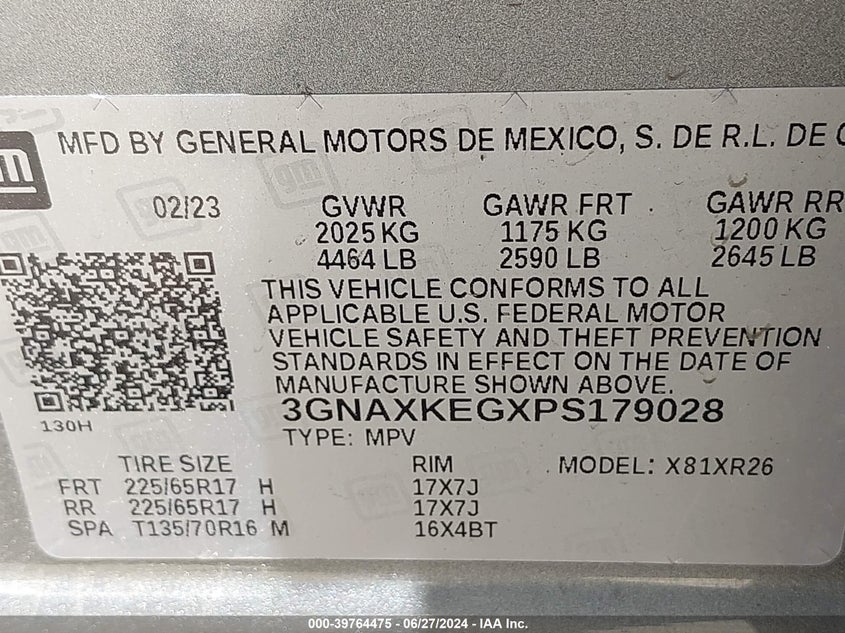 gm
MFD BY GENERAL MOTORS DE MEXICO, S. DE R.L. DE
02/23
GVWR GAWR FRT GAWR RR
2025 KG 1175 KG 1200 KG
4464 LB 2590 LB 2645 LB
THIS VEHICLE CONFORMS TO ALL
APPLICABLE U.S. FEDERAL MOTOR
VEHICLE SAFETY AND THEFT PREVENTION
STANDARDS IN EFFECT ON THE DATE OF
MANUFACTURE SHOWN ABOVE.
3GNAXKEGXPS179028
130H
TYPE: MPV
TIRE SIZE RIM MODEL: X81XR26
FRT 225/65R17 H 17X7J
RR 225/65R17 H 17X7J
SPA T135/70R16 M 16X4BT
000-39764475 - 06/27/2024 - IAA Inc.